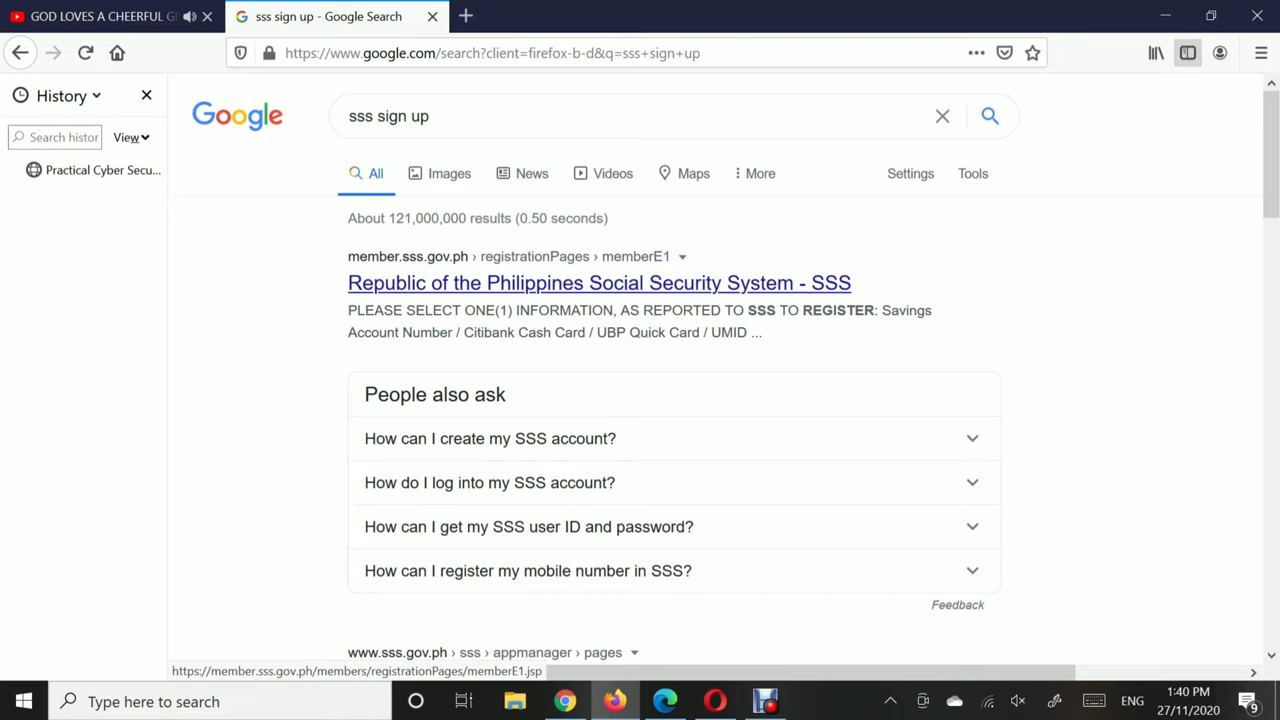 GOD LOVES A CHEERFUL G
sss sign up - Google Search
https://www.google.com/search?client=firefox-b-d&q=sss+sign+up
History
Search histor
View
Practical Cyber Secu...
Google
sss sign up
All
Images
News
Videos
Maps
More
Settings
Tools
About 121,000,000 results (0.50 seconds)
member.sss.gov.ph › registrationPages › memberE1
Republic of the Philippines Social Security System - SSS
PLEASE SELECT ONE(1) INFORMATION, AS REPORTED TO SSS TO REGISTER: Savings
Account Number / Citibank Cash Card / UBP Quick Card / UMID ...
People also ask
How can I create my SSS account?
How do I log into my SSS account?
How can I get my SSS user ID and password?
How can I register my mobile number in SSS?
Feedback
www.sss.gov.ph › sss › appmanager › pages
https://member.sss.gov.ph/members/registrationPages/memberE1.jsp
Type here to search
ENG
1:40 PM
27/11/2020
9